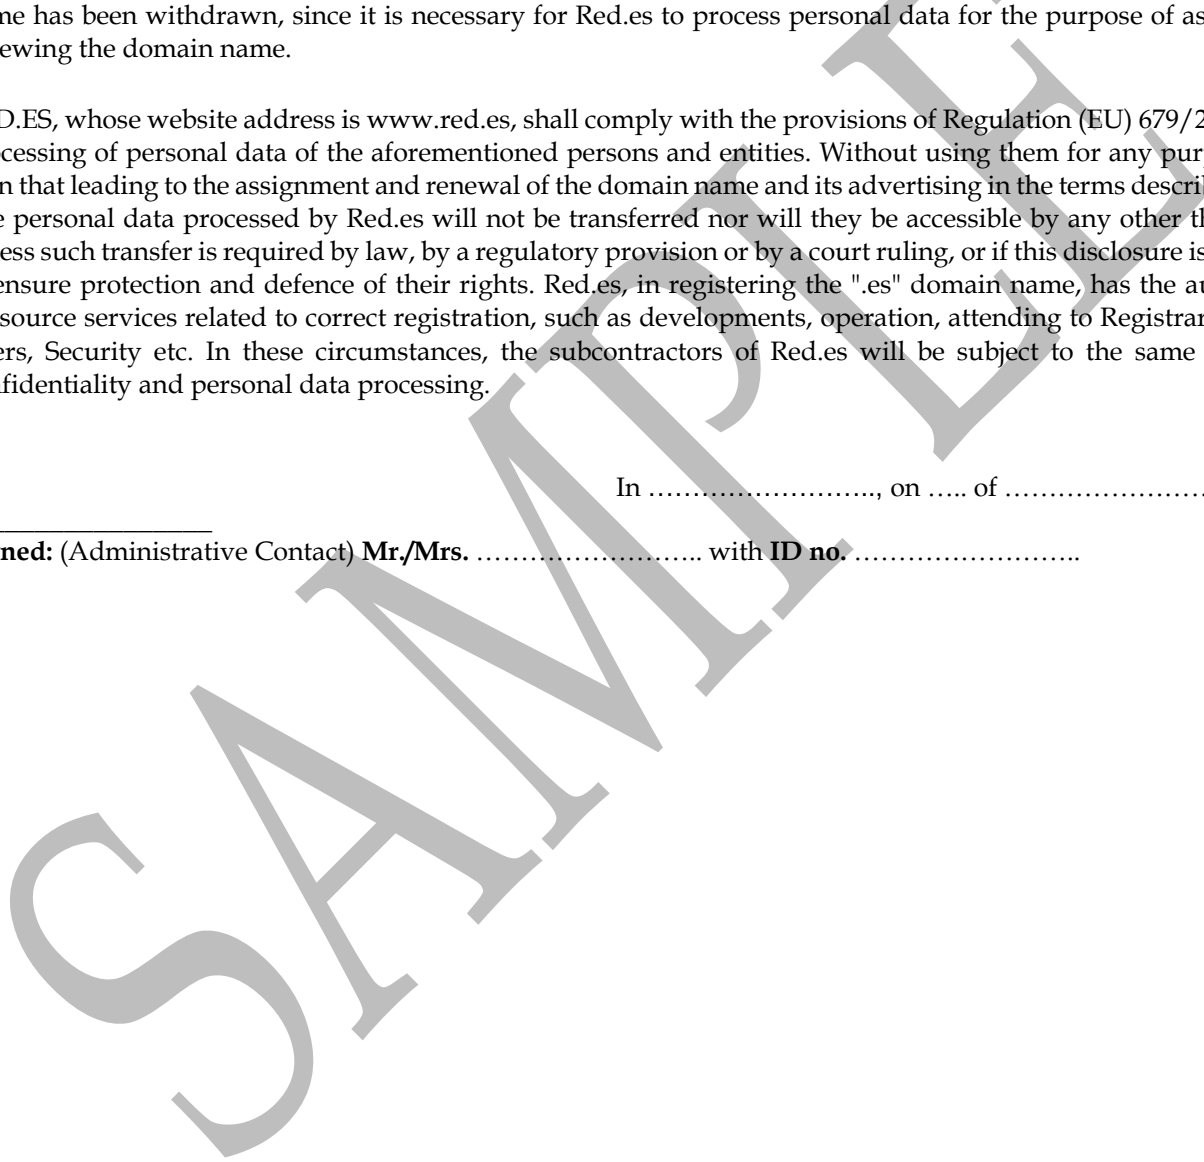 me has been withdrawn, since it is necessary for Red.es to process personal data for the purpose of as
ewing the domain name.
D.ES, whose website address is www.red.es, shall comply with the provisions of Regulation (EU) 679/2
cessing of personal data of the aforementioned persons and entities. Without using them for any purp
n that leading to the assignment and renewal of the domain name and its advertising in the terms describ
e personal data processed by Red.es will not be transferred nor will they be accessible by any other th
ess such transfer is required by law, by a regulatory provision or by a court ruling, or if this disclosure is
ensure protection and defence of their rights. Red.es, in registering the ".es" domain name, has the au
source services related to correct registration, such as developments, operation, attending to Registrar
ers, Security etc. In these circumstances, the subcontractors of Red.es will be subject to the same
nfidentiality and personal data processing.
In …………………….., on ….. of ………………….
_______________
ned: (Administrative Contact) Mr./Mrs. …………………….. with ID no. ……………………..
SAMPLE